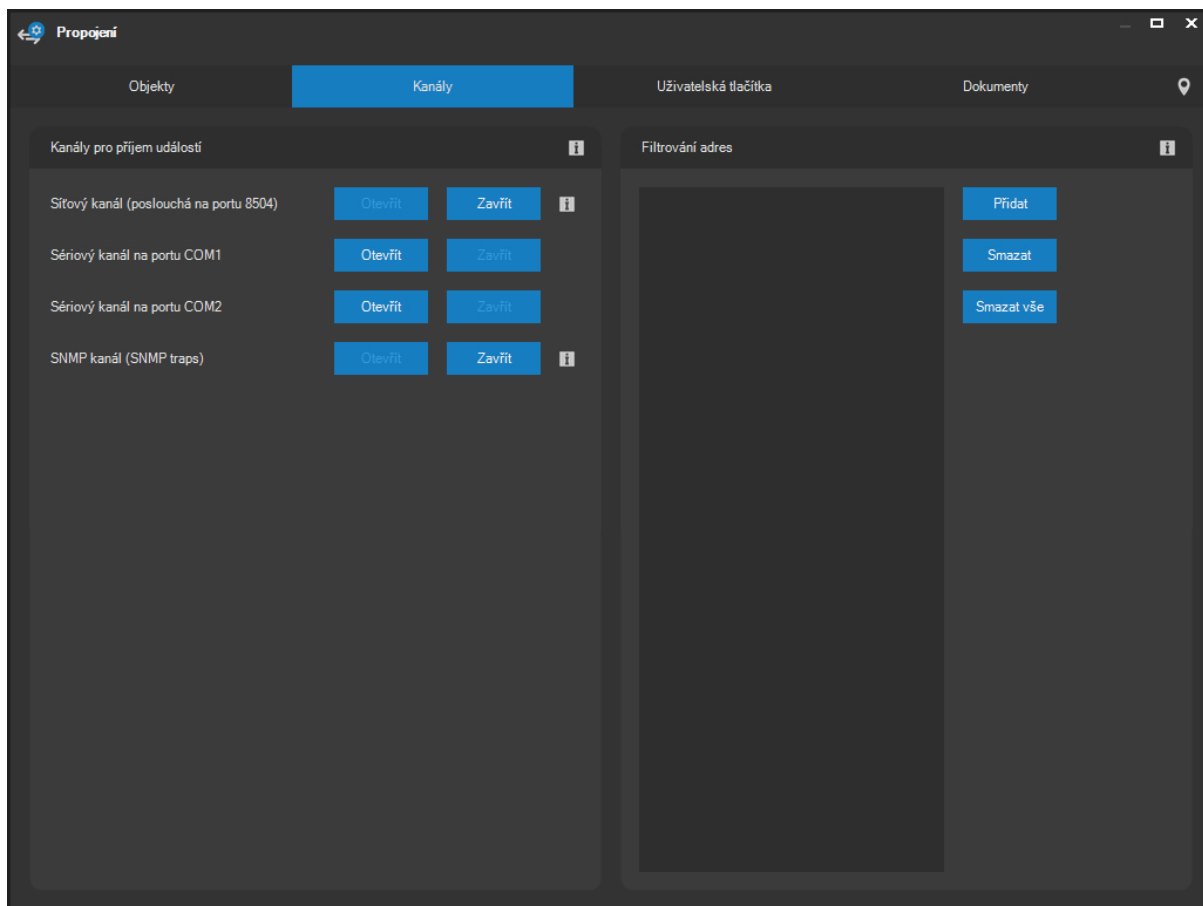 Propojení
Objekty
Kanály
Uživatelská tlačítka
Dokumenty
Kanály pro příjem událostí
Síťový kanál (poslouchá na portu 8504)
Otevřít
Zavřít
Sériový kanál na portu COM1
Otevřít
Zavřít
Sériový kanál na portu COM2
Otevřít
Zavřít
SNMP kanál (SNMP traps)
Otevřít
Zavřít
Filtrování adres
Přidat
Smazat
Smazat vše